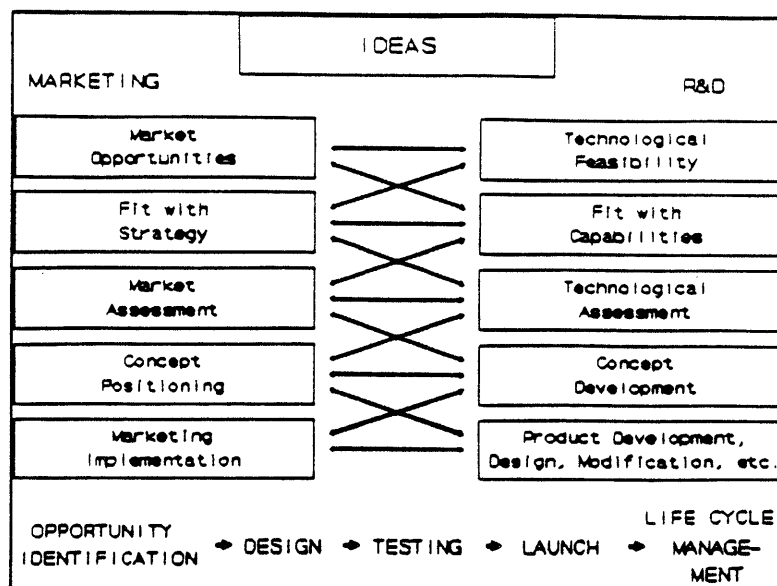 IDEAS
MARKETING
R&D
Market
Opportunities
Technological
Feasibility
Fit with
Strategy
Fit with
Capabilities
Market
Assessment
Technological
Assessment
Concept
Positioning
Concept
Development
Marketing
Implementation
Product Development,
Design, Modification, etc.
OPPORTUNITY
IDENTIFICATION
DESIGN
TESTING
LAUNCH
LIFE CYCLE
MANAGE-
MENT